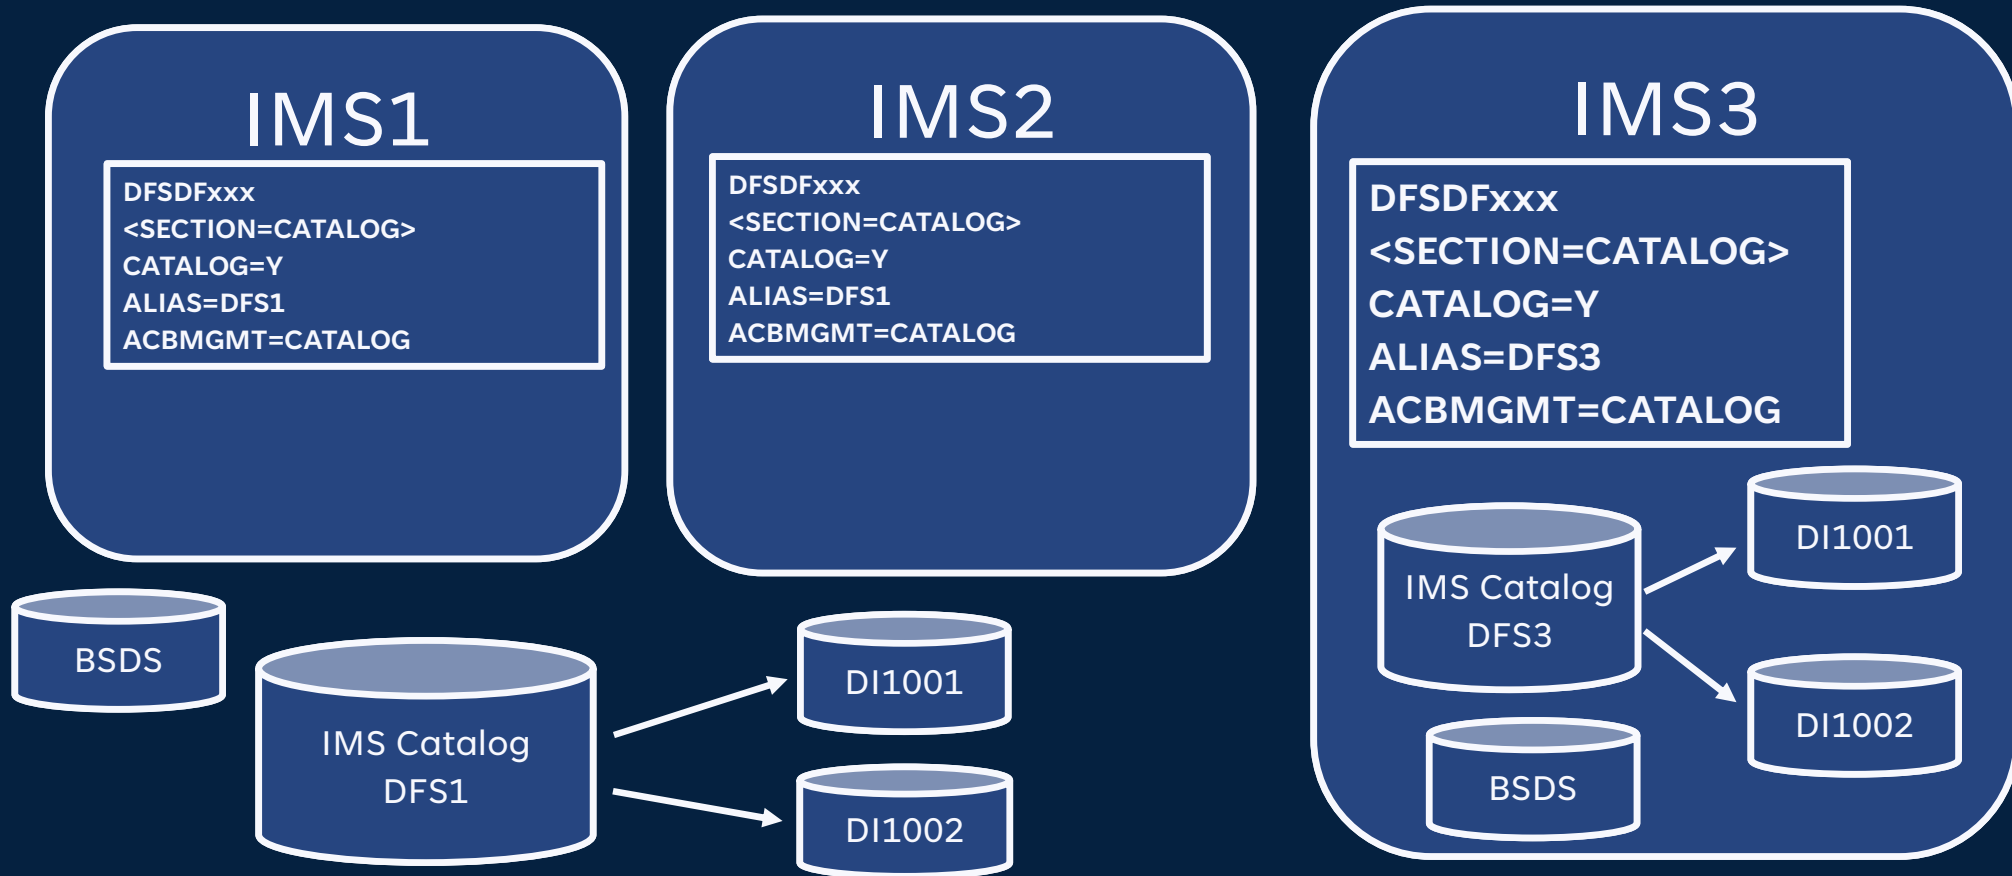 IMS1
DFSDFxxx
<SECTION=CATALOG>
CATALOG=Y
ALIAS=DFS1
ACBMGMT=CATALOG
IMS2
DFSDFxxx
<SECTION=CATALOG>
CATALOG=Y
ALIAS=DFS1
ACBMGMT=CATALOG
BSDS
IMS Catalog
DFS1
DI1001
DI1002
IMS3
DFSDFxxx
<SECTION=CATALOG>
CATALOG=Y
ALIAS=DFS3
ACBMGMT=CATALOG
IMS Catalog
DFS3
DI1001
DI1002
BSDS